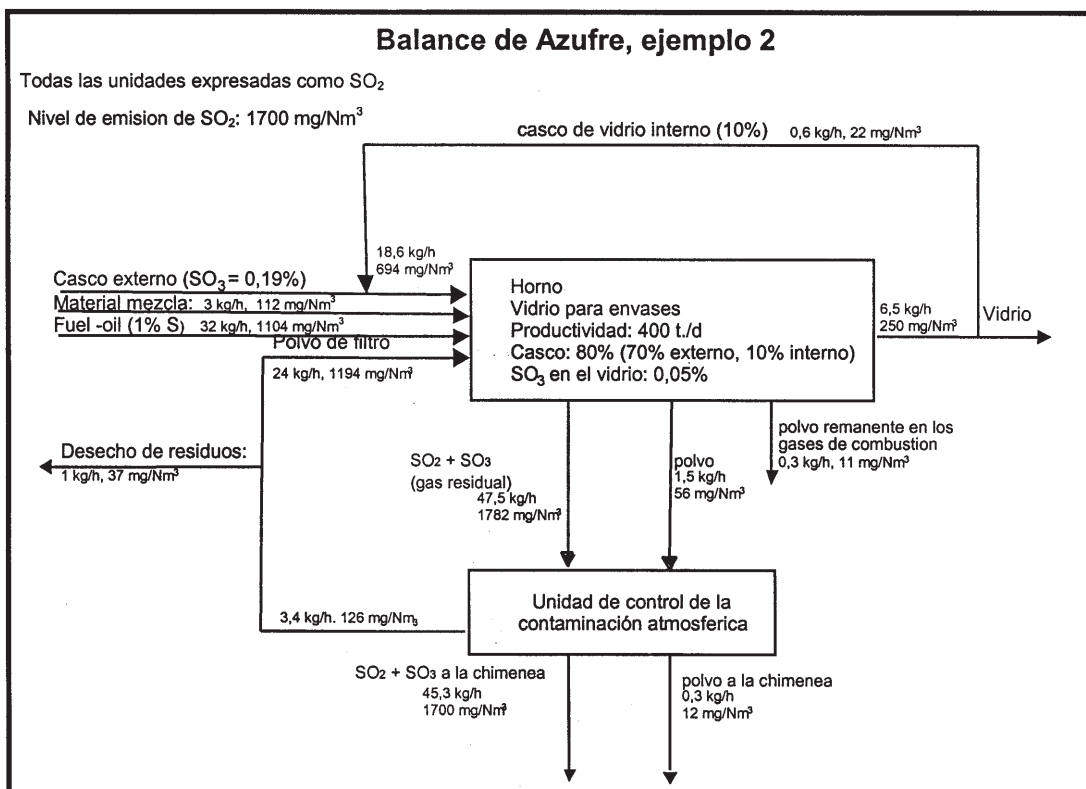 Balance de Azufre, ejemplo 2
Todas las unidades expresadas como SO₂
Nivel de emision de SO₂: 1700 mg/Nm³
casco de vidrio interno (10%) 0,6 kg/h, 22 mg/Nm³
18,6 kg/h
694 mg/Nm³
Casco externo (SO₃ = 0,19%)
Material mezcla: 3 kg/h, 112 mg/Nm³
Fuel -oil (1% S) 32 kg/h, 1104 mg/Nm³
Polvo de filtro
24 kg/h, 1194 mg/Nm³
Horno
Vidrio para envases
Productividad: 400 t./d
Casco: 80% (70% externo, 10% interno)
SO₃ en el vidrio: 0,05%
6,5 kg/h
250 mg/Nm³
Vidrio
Desecho de residuos:
1 kg/h, 37 mg/Nm³
SO₂ + SO₃
(gas residual)
47,5 kg/h
1782 mg/Nm³
polvo
1,5 kg/h
56 mg/Nm³
polvo remanente en los
gases de combustion
0,3 kg/h, 11 mg/Nm³
Unidad de control de la
contaminación atmosferica
3,4 kg/h. 126 mg/Nm³
SO₂ + SO₃ a la chimenea
45,3 kg/h
1700 mg/Nm³
polvo a la chimenea
0,3 kg/h
12 mg/Nm³